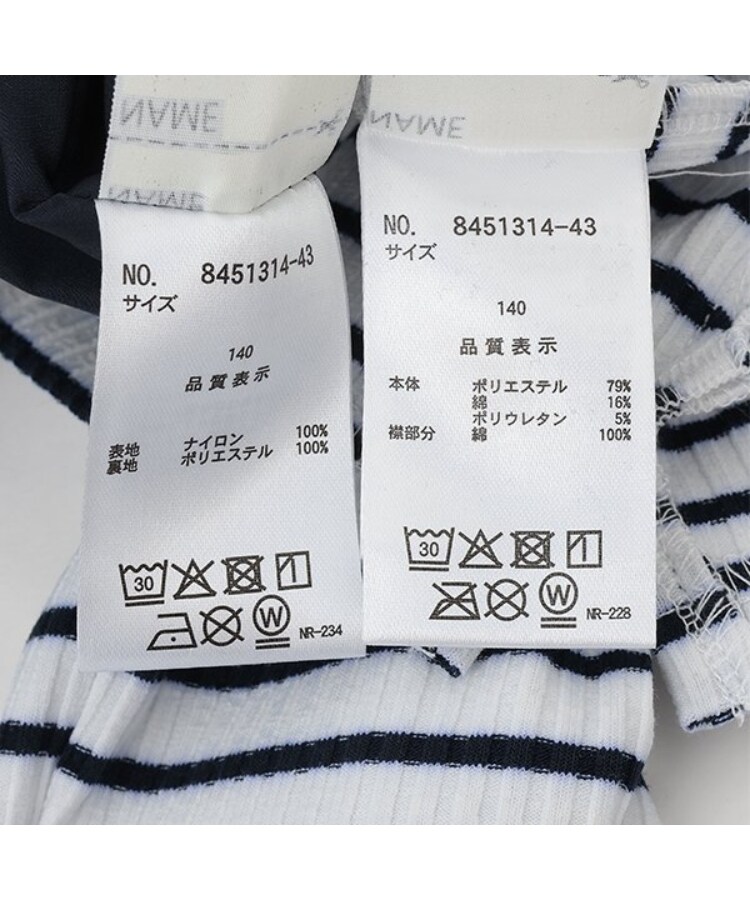 NAME
NAME
NO. 8451314-43
サイズ
140
品質表示
表地 ナイロン 100%
裏地 ポリエステル 100%
30
W
NR-234
NAME
NO. 8451314-43
サイズ
140
品質表示
本体 ポリエステル 79%
綿 16%
ポリウレタン 5%
襟部分 綿 100%
30
W
NR-228